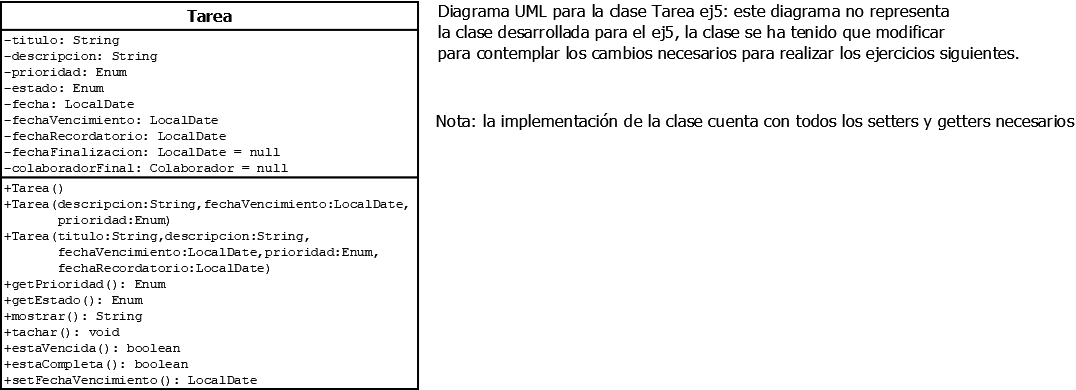 Tarea
-titulo: String
-descripcion: String
-prioridad: Enum
-estado: Enum
-fecha: LocalDate
-fechaVencimiento: LocalDate
-fechaRecordatorio: LocalDate
-fechaFinalizacion: LocalDate = null
-colaboradorFinal: Colaborador = null
+Tarea()
+Tarea(descripcion:String,fechaVencimiento:LocalDate,
prioridad:Enum)
+Tarea(titulo:String,descripcion:String,
fechaVencimiento:LocalDate,prioridad:Enum,
fechaRecordatorio:LocalDate)
+getPrioridad(): Enum
+getEstado(): Enum
+mostrar(): String
+tachar(): void
+estaVencida(): boolean
+estaCompleta(): boolean
+setFechaVencimiento(): LocalDate
Diagrama UML para la clase Tarea ej5: este diagrama no representa
la clase desarrollada para el ej5, la clase se ha tenido que modificar
para contemplar los cambios necesarios para realizar los ejercicios siguientes.
Nota: la implementación de la clase cuenta con todos los setters y getters necesarios